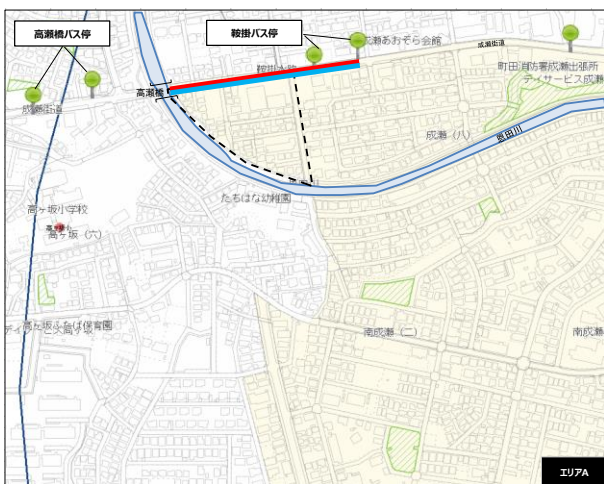 高瀬橋バス停
鞍掛バス停
成瀬あおぞら会館
成瀬街道
町田消防署成瀬出張所
デイサービス成瀬
高瀬橋
成瀬街道
恩田川
成瀬（八）
たちばな幼稚園
高ヶ坂小学校
高ヶ坂（六）
高ヶ坂ふたば保育園
南成瀬（二）
南成瀬
エリアA